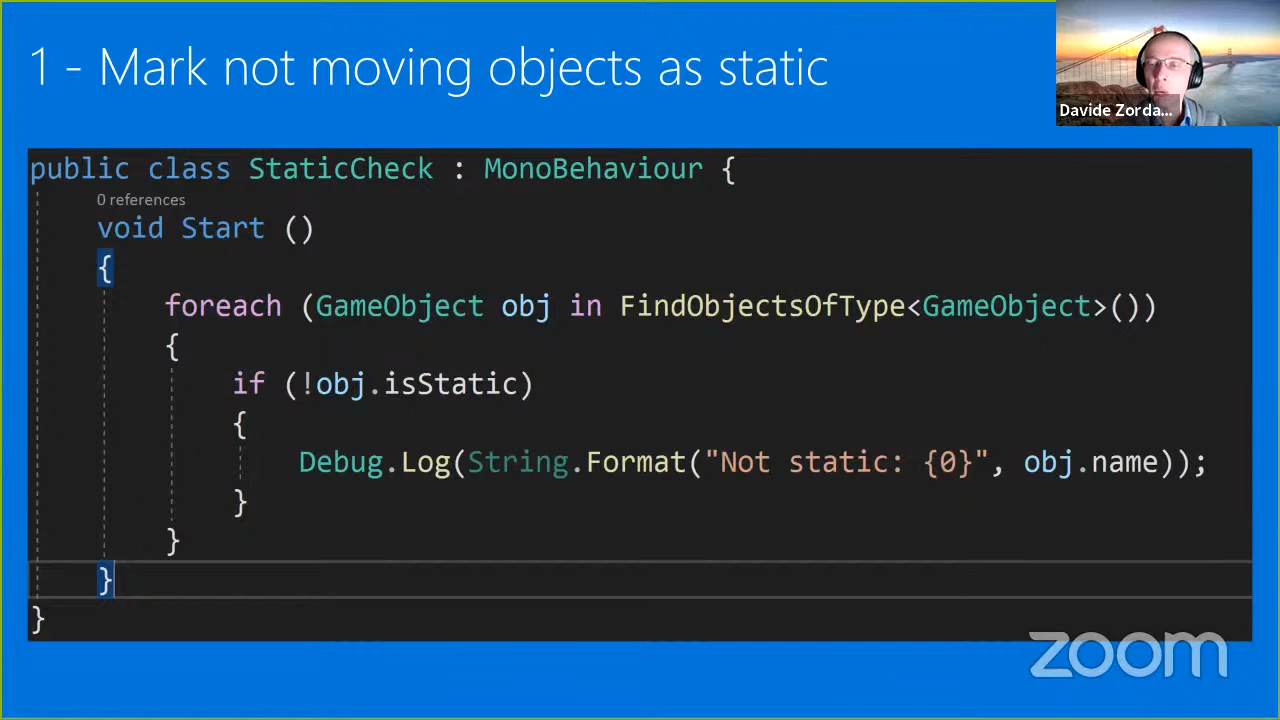 1 - Mark not moving objects as static
Davide Zorda...
public class StaticCheck : MonoBehaviour {
0 references
void Start ()
{
foreach (GameObject obj in FindObjectsOfType<GameObject>())
{
if (!obj.isStatic)
{
Debug.Log(String.Format("Not static: {0}", obj.name));
}
}
}
}
zoom